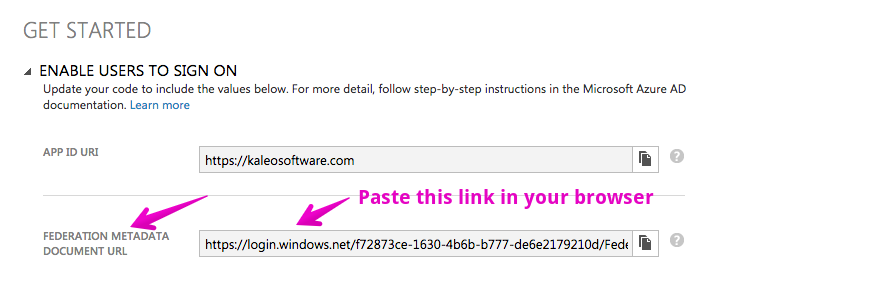 GET STARTED
ENABLE USERS TO SIGN ON
Update your code to include the values below. For more detail, follow step-by-step instructions in the Microsoft Azure AD
documentation. Learn more
APP ID URI
https://kaleosoftware.com
?
Paste this link in your browser
FEDERATION METADATA
DOCUMENT URL
https://login.windows.net/f72873ce-1630-4b6b-b777-de6e2179210d/Fede
?